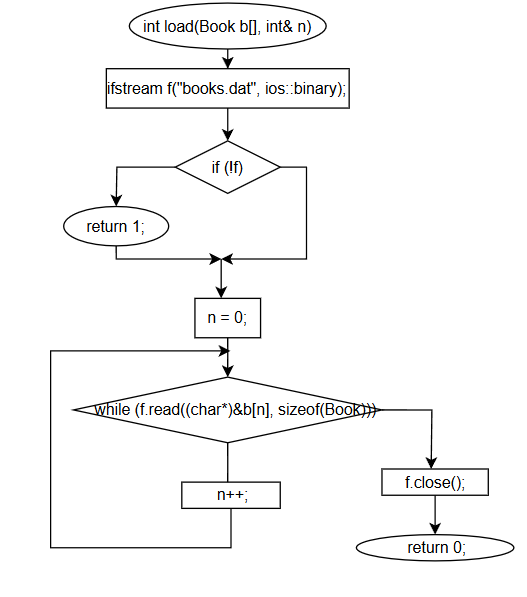 int load(Book b[], int& n)
ifstream f("books.dat", ios::binary);
if (!f)
return 1;
n = 0;
while (f.read((char*)&b[n], sizeof(Book)))
n++;
f.close();
return 0;